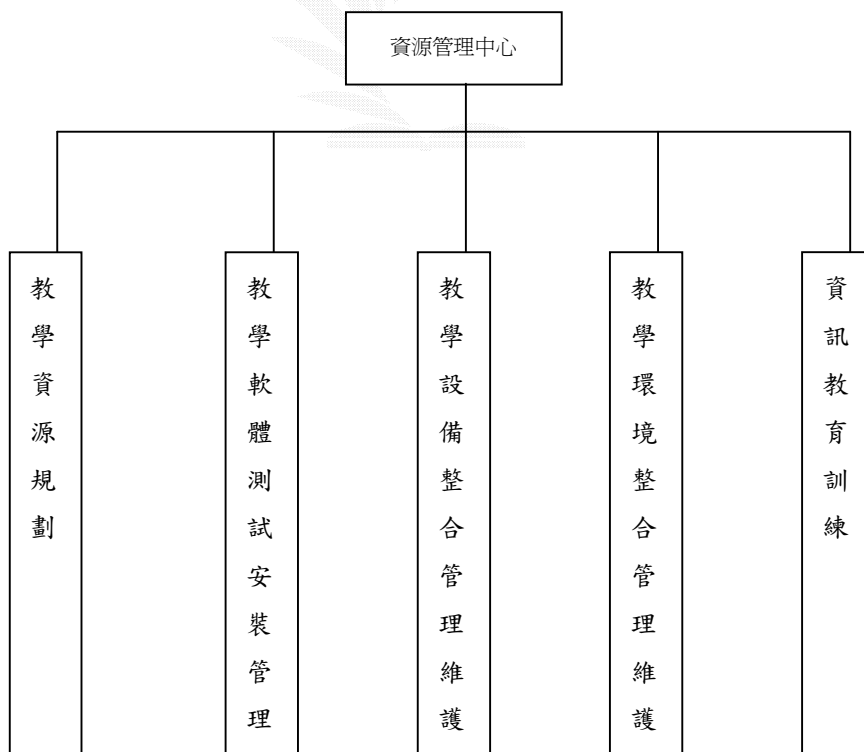 資源管理中心
教學資源規劃
教學軟體測試安裝管理
教學設備整合管理維護
教學環境整合管理維護
資訊教育訓練